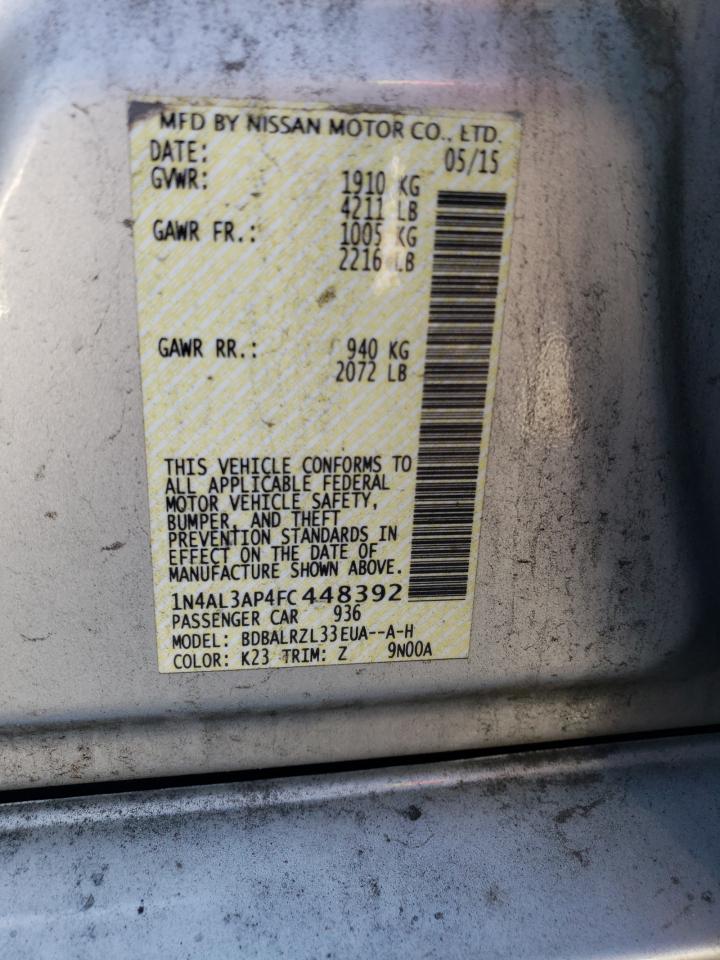 MFD BY NISSAN MOTOR CO., LTD.
DATE: 05/15
GVWR: 1910 KG
4211 LB
GAWR FR.: 1005 KG
2216 LB
GAWR RR.: 940 KG
2072 LB
THIS VEHICLE CONFORMS TO
ALL APPLICABLE FEDERAL
MOTOR VEHICLE SAFETY,
BUMPER, AND THEFT
PREVENTION STANDARDS IN
EFFECT ON THE DATE OF
MANUFACTURE SHOWN ABOVE.
1N4AL3AP4FC448392
PASSENGER CAR 936
MODEL: BDBALRZL33EUA--A-H
COLOR: K23 TRIM: Z 9N00A